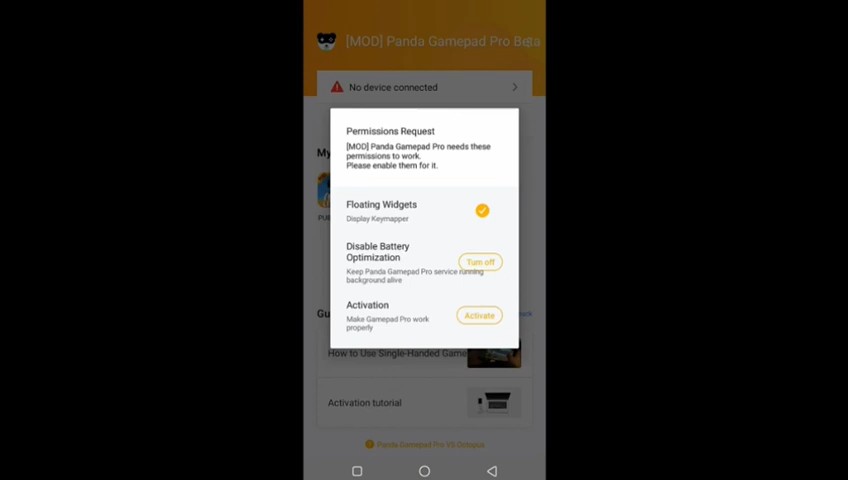 [MOD] Panda Gamepad Pro Beta
No device connected
Permissions Request
[MOD] Panda Gamepad Pro needs these
permissions to work.
Please enable them for it.
My
Floating Widgets
Display Keymapper
PUB
Disable Battery
Optimization
Turn off
Keep Panda Gamepad Pro service running
background alive
Activation
Gu
Make Gamepad Pro work
properly
Activate
How to Use Single-Handed Game
Activation tutorial
Panda Gamepad Pro VS Octopus